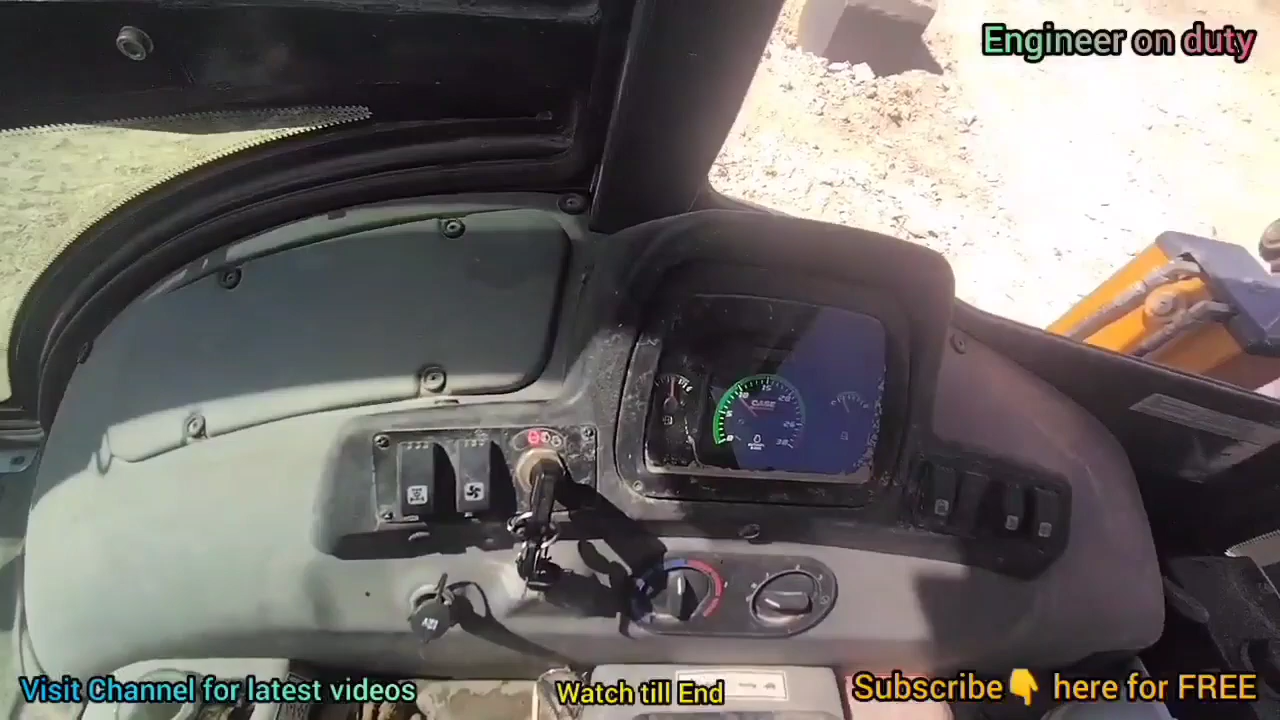 Engineer on duty
CASE
Visit Channel for latest videos
Watch till End
Subscribe👇 here for FREE